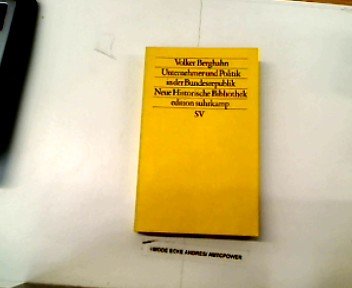 Volker Berghahn
Unternehmer und Politik
in der Bundesrepublik
Neue Historische Bibliothek
edition suhrkamp
SV